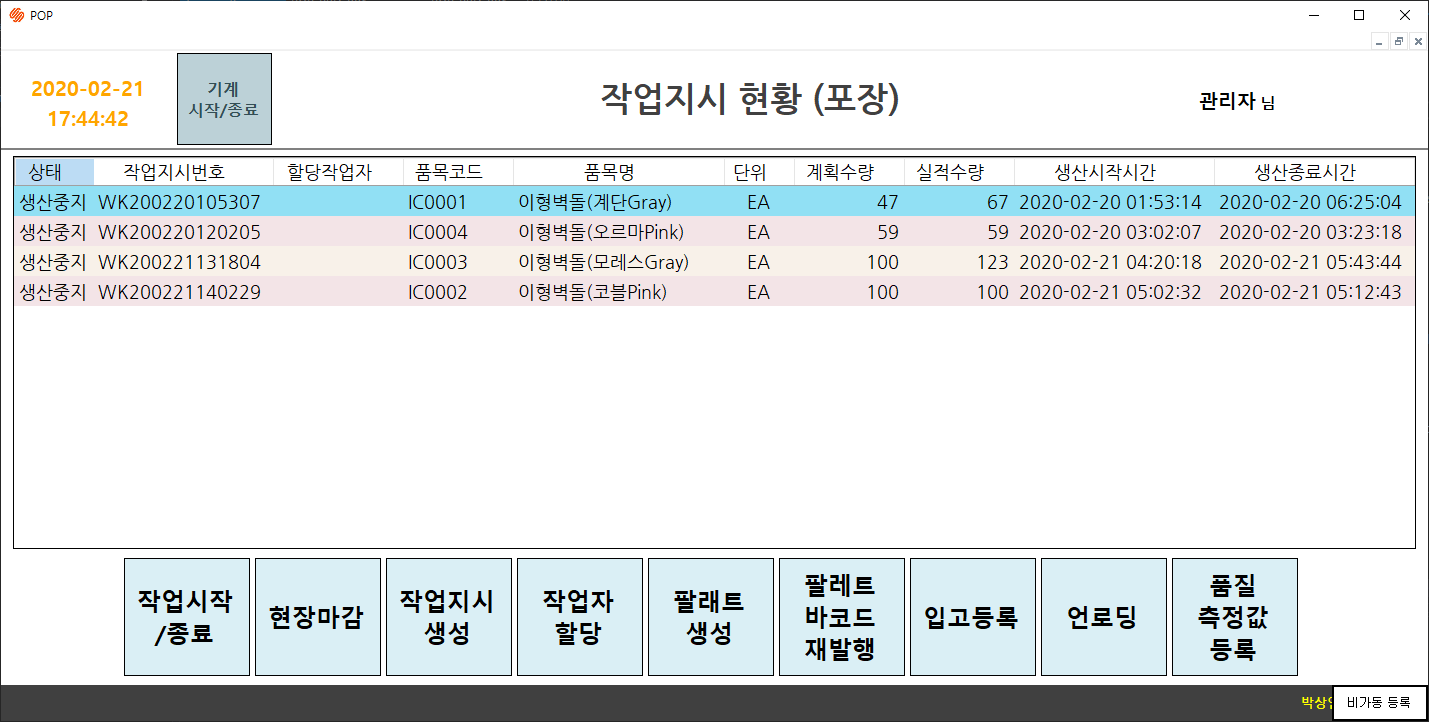 POP
2020-02-21
17:44:42
기계
시작/종료
작업지시 현황 (포장)
관리자 님
상태 작업지시번호 할당작업자 품목코드 품목명 단위 계획수량 실적수량 생산시작시간 생산종료시간
생산중지 WK200220105307 IC0001 이형벽돌(계단Gray) EA 47 67 2020-02-20 01:53:14 2020-02-20 06:25:04
생산중지 WK200220120205 IC0004 이형벽돌(오르마Pink) EA 59 59 2020-02-20 03:02:07 2020-02-20 03:23:18
생산중지 WK200221131804 IC0003 이형벽돌(모레스Gray) EA 100 123 2020-02-21 04:20:18 2020-02-21 05:43:44
생산중지 WK200221140229 IC0002 이형벽돌(코블Pink) EA 100 100 2020-02-21 05:02:32 2020-02-21 05:12:43
작업시작
/종료
현장마감
작업지시
생성
작업자
할당
팔래트
생성
팔레트
바코드
재발행
입고등록
언로딩
품질
측정값
등록
비가동 등록